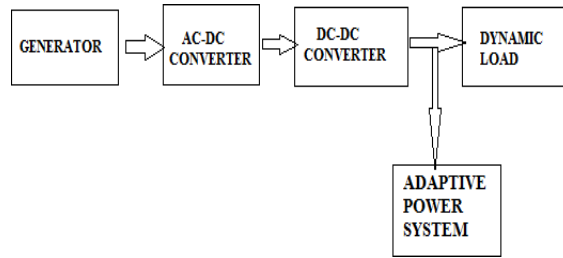 GENERATOR
AC-DC
CONVERTER
DC-DC
CONVERTER
DYNAMIC
LOAD
ADAPTIVE
POWER
SYSTEM